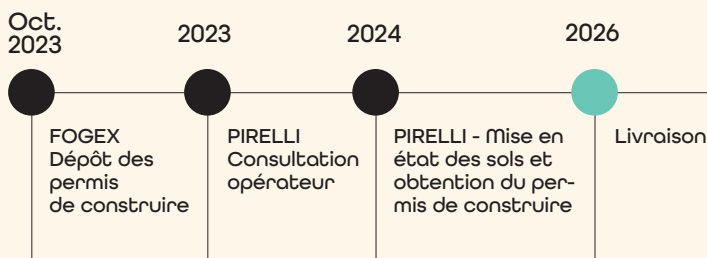 Oct.
2023
2023
2024
2026
FOGEX
Dépôt des
permis
de construire
PIRELLI
Consultation
opérateur
PIRELLI - Mise en
état des sols et
obtention du per-
mis de construire
Livraison